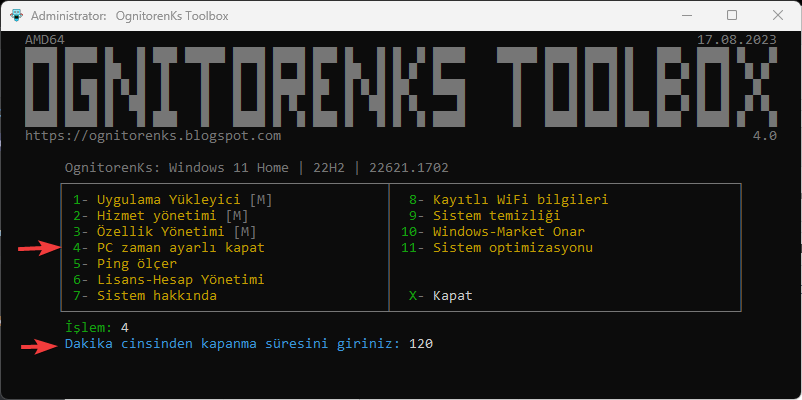 Administrator: OgnitorenKs Toolbox
AMD64 17.08.2023
OGNITORENKS TOOLBOX
https://ognitorenks.blogspot.com 4.0
OgnitorenKs: Windows 11 Home | 22H2 | 22621.1702
1- Uygulama Yükleyici [M]
2- Hizmet yönetimi [M]
3- Özellik Yönetimi [M]
4- PC zaman ayarlı kapat
5- Ping ölçer
6- Lisans-Hesap Yönetimi
7- Sistem hakkında
8- Kayıtlı WiFi bilgileri
9- Sistem temizliği
10- Windows-Market Onar
11- Sistem optimizasyonu
X- Kapat
İşlem: 4
Dakika cinsinden kapanma süresini giriniz: 120